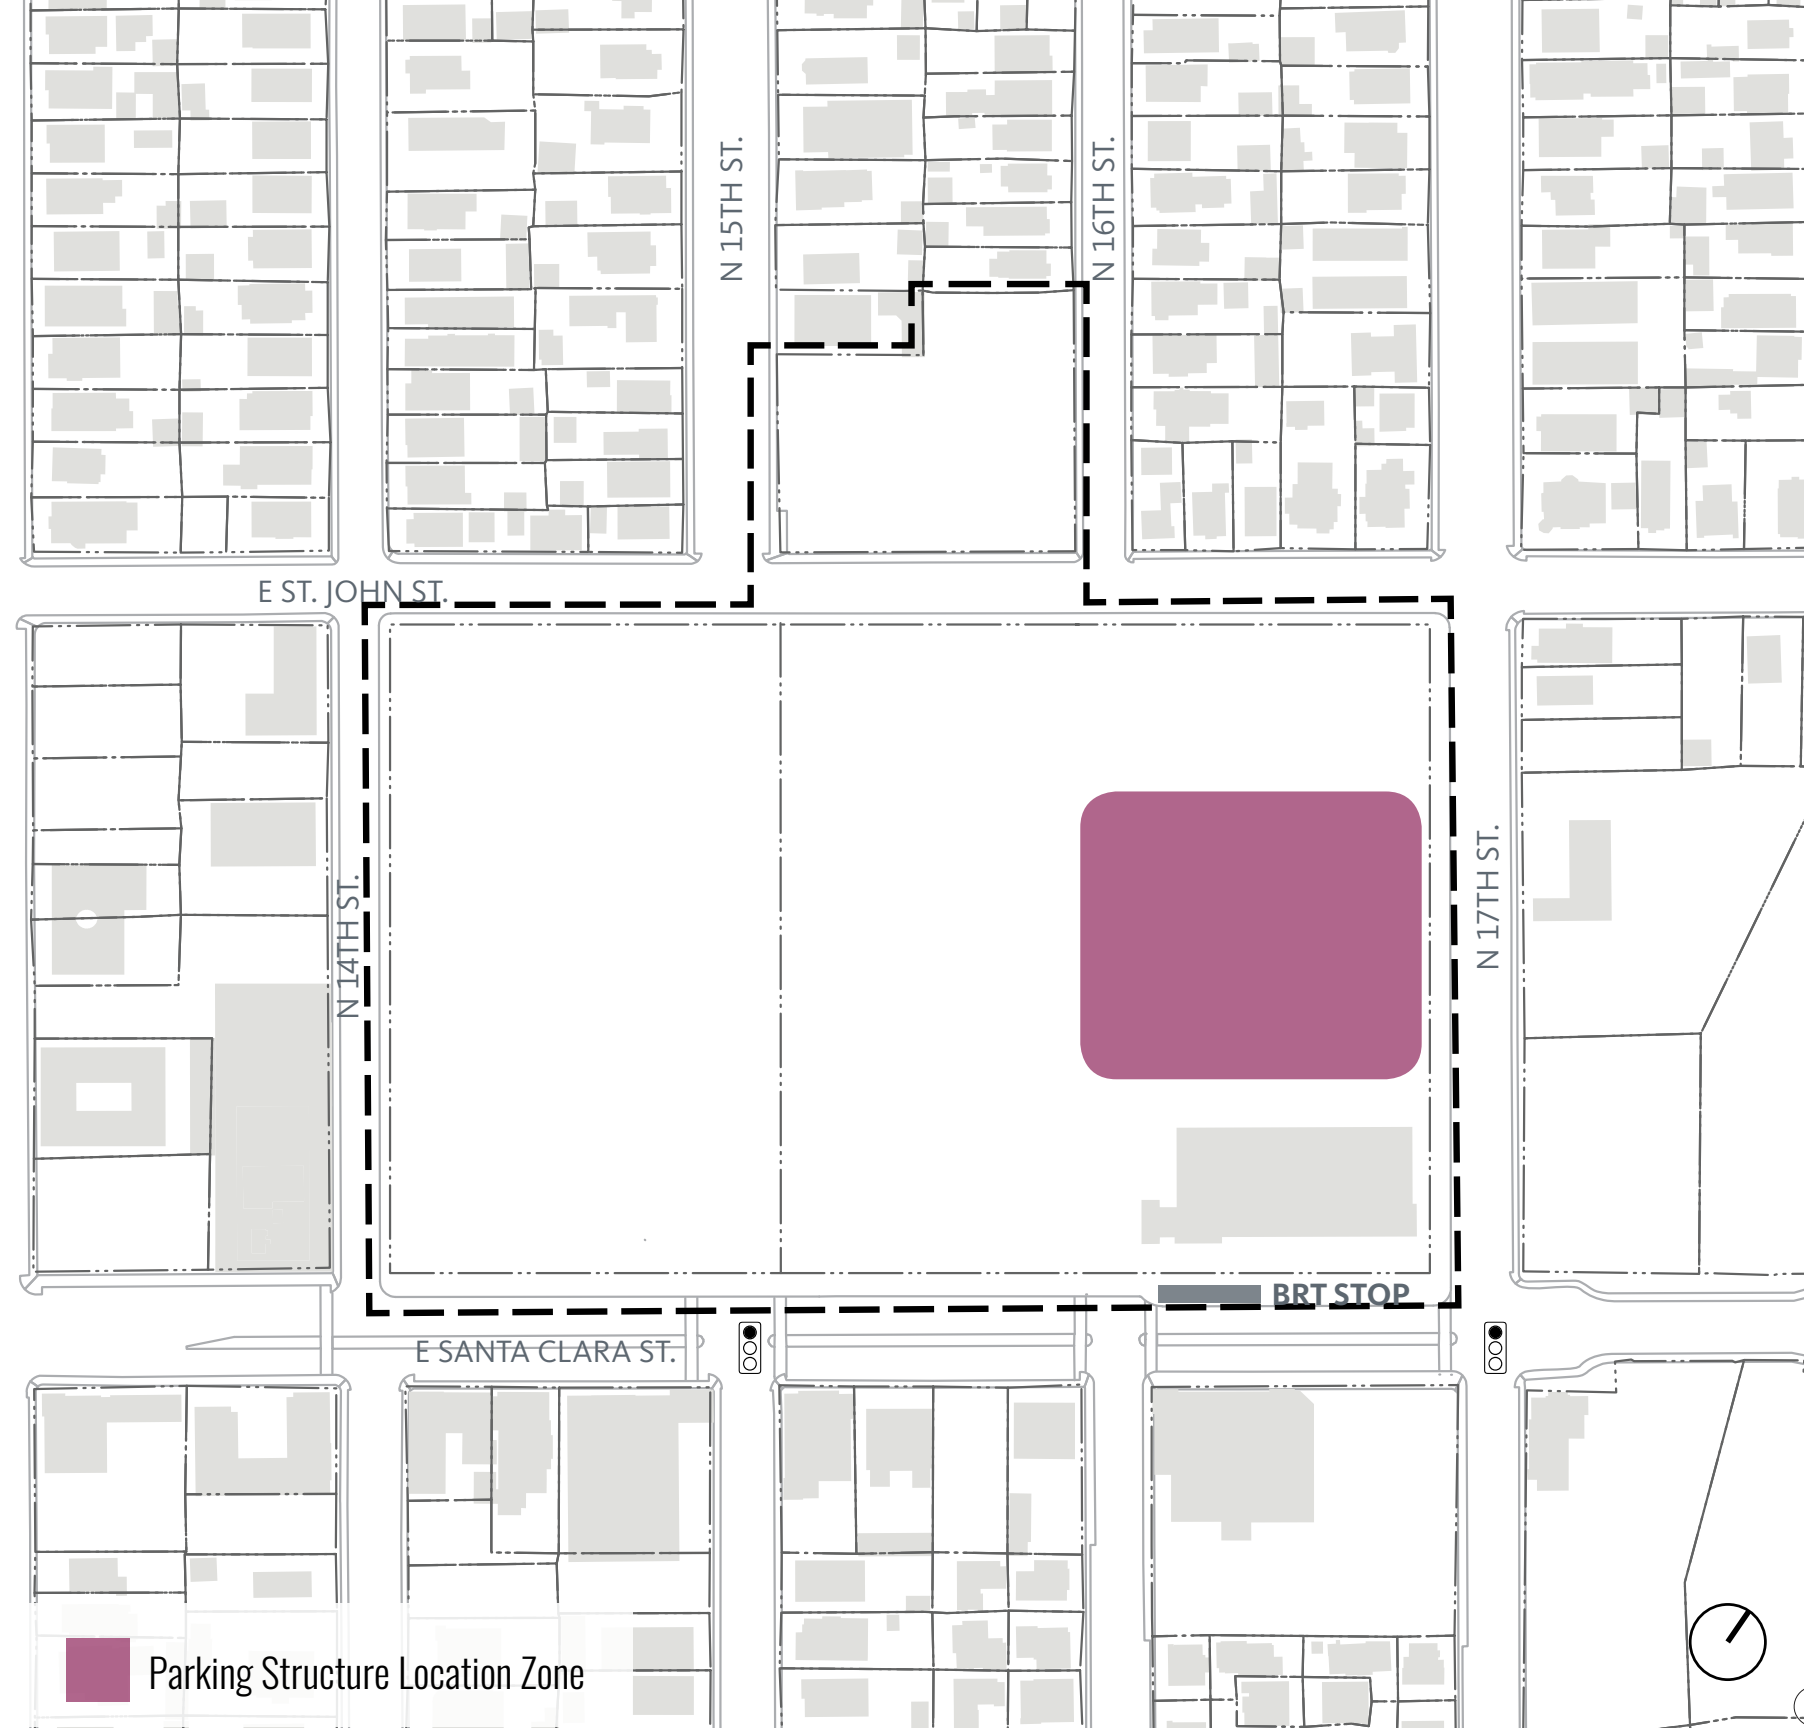 N 15TH ST.
N 16TH ST.
E ST. JOHN ST.
N 14TH ST.
N 17TH ST.
BRT STOP
E SANTA CLARA ST.
Parking Structure Location Zone